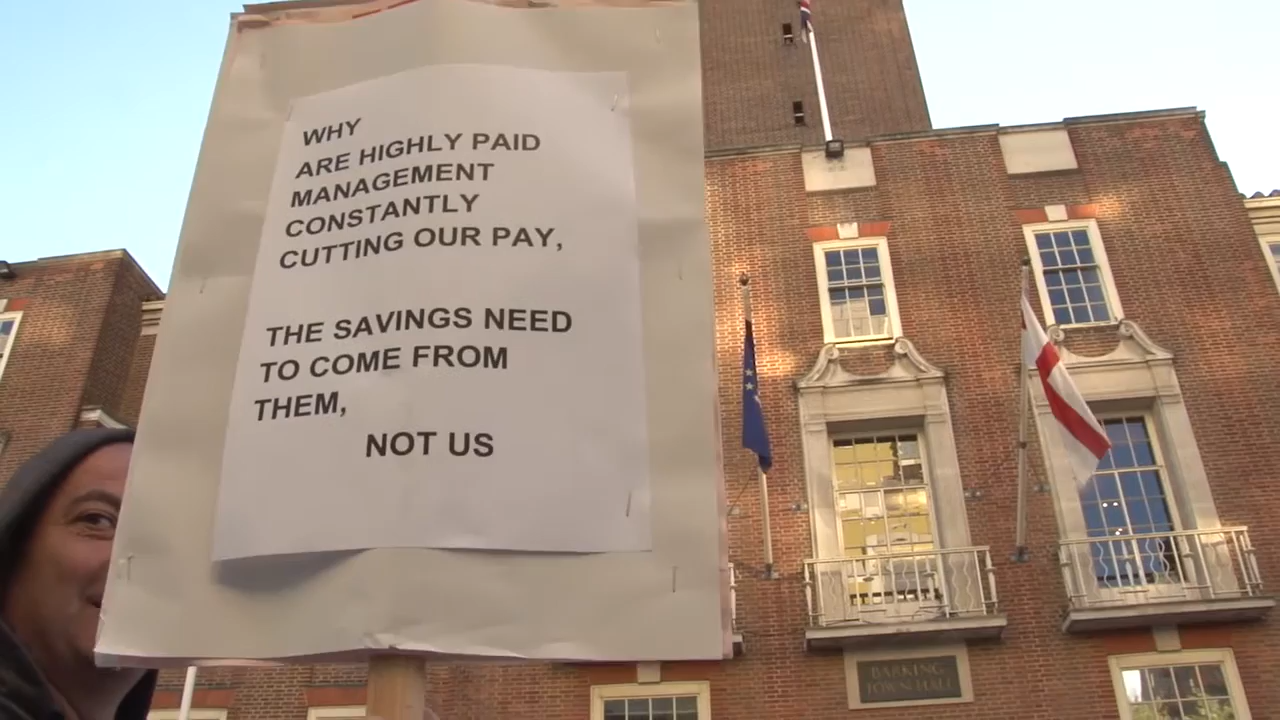 WHY
ARE HIGHLY PAID
MANAGEMENT
CONSTANTLY
CUTTING OUR PAY,
THE SAVINGS NEED
TO COME FROM
THEM,
NOT US
BARKING
TOWN HALL